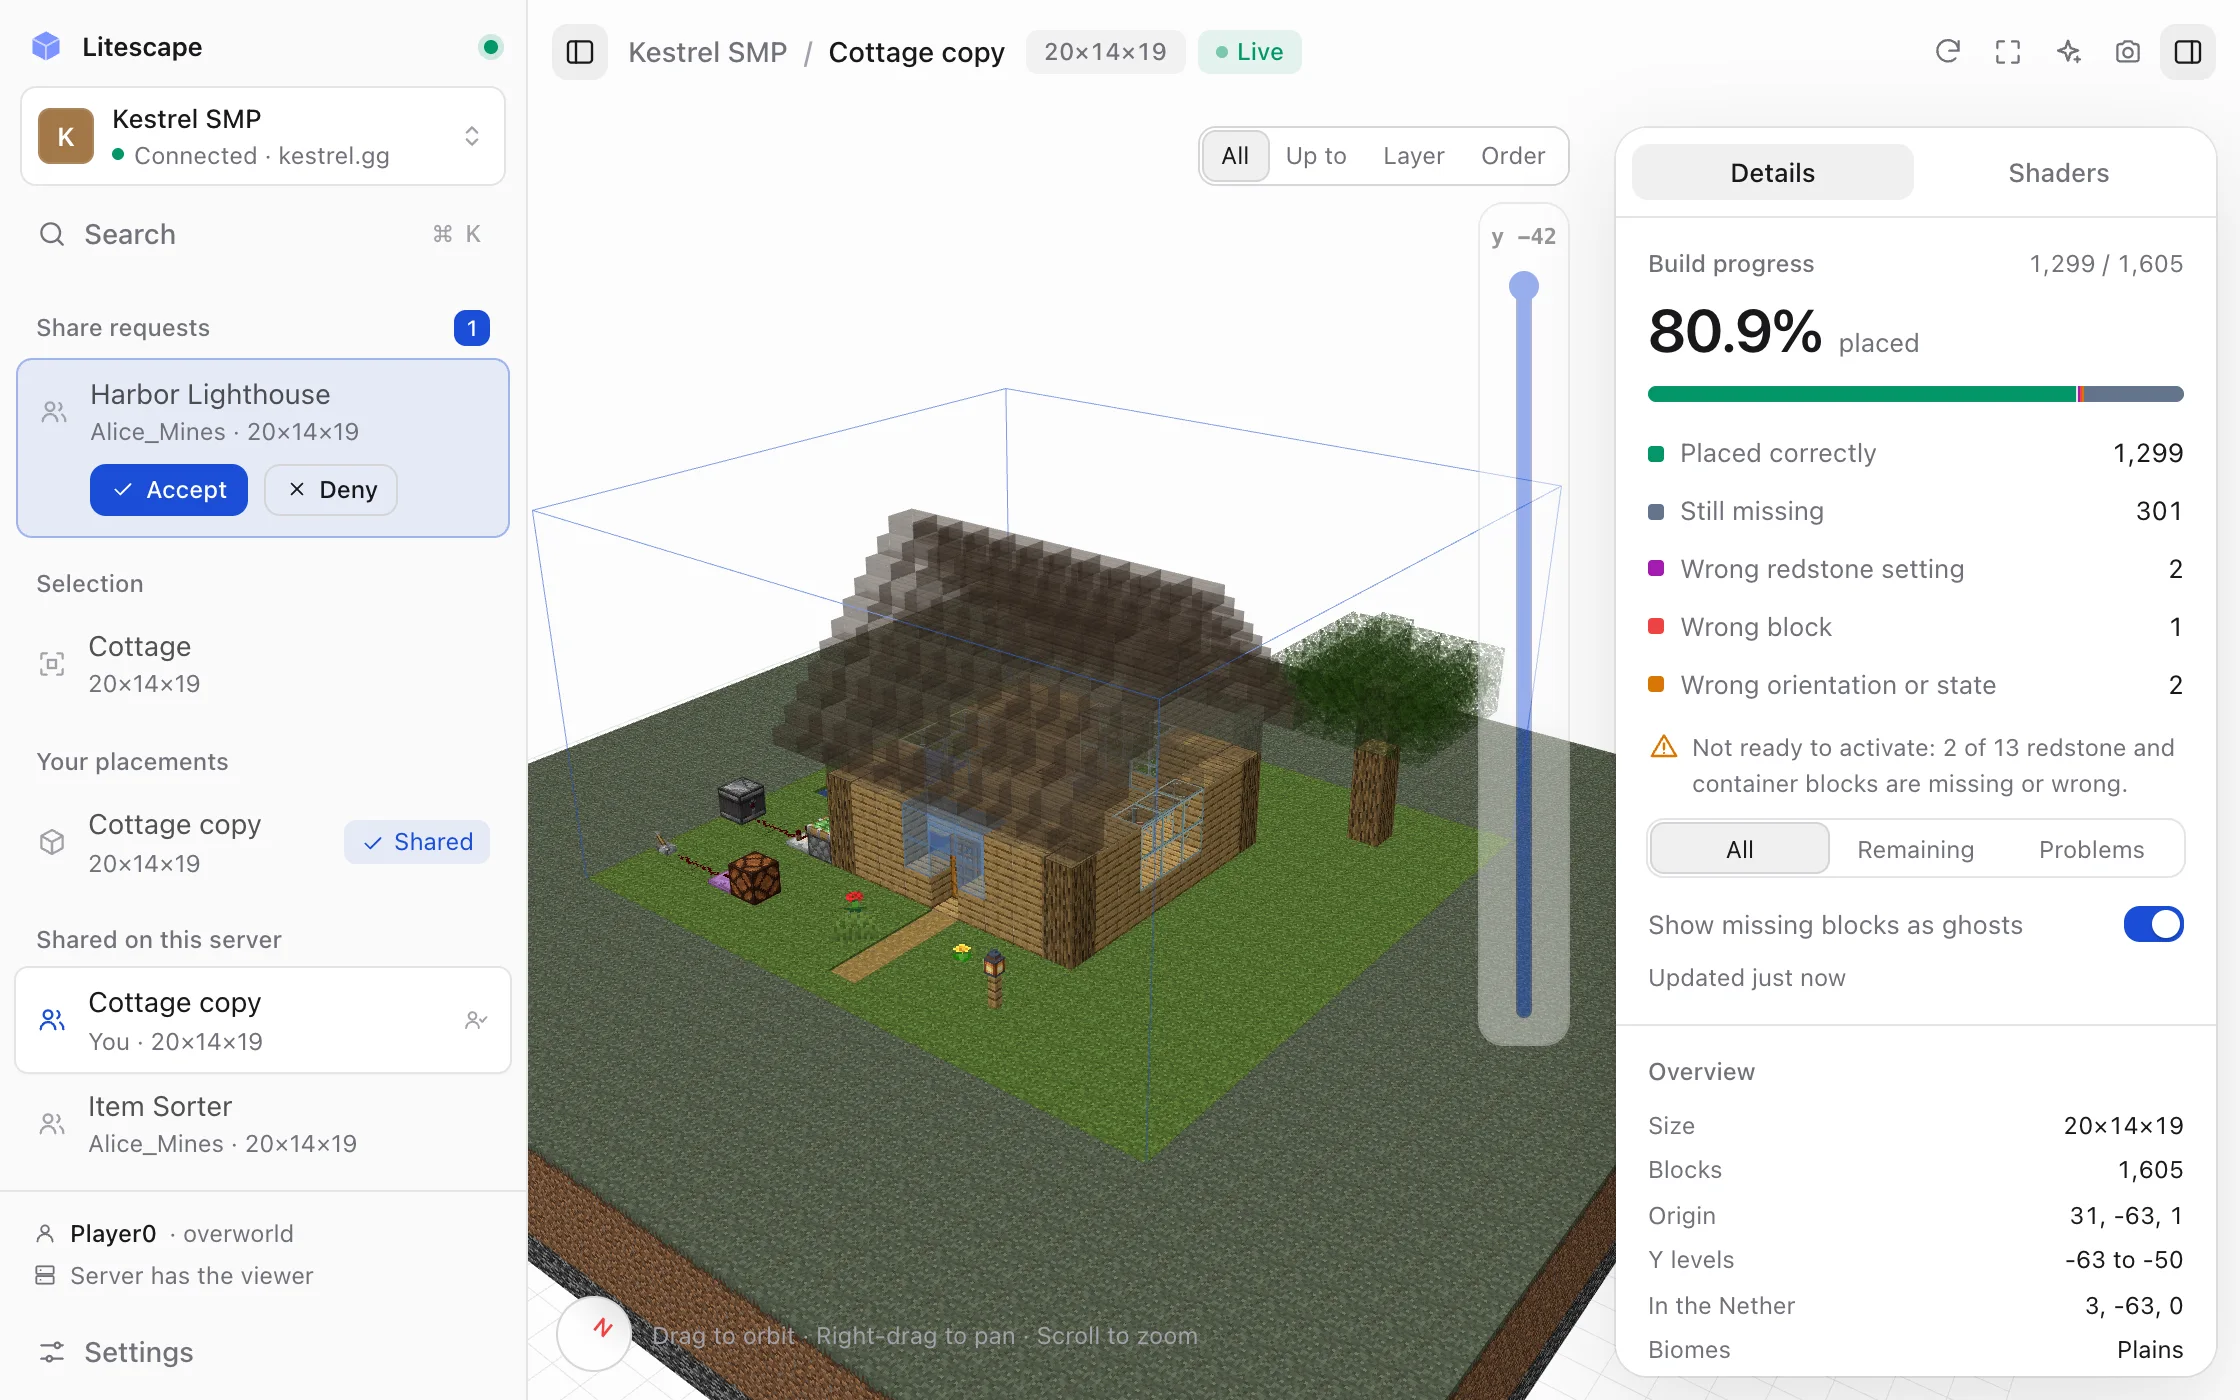 Litescape
K
Kestrel SMP
Connected · kestrel.gg
Search
⌘ K
Share requests
1
Harbor Lighthouse
Alice_Mines · 20×14×19
Accept
Deny
Selection
Cottage
20×14×19
Your placements
Cottage copy
20×14×19
Shared
Shared on this server
Cottage copy
You · 20×14×19
Item Sorter
Alice_Mines · 20×14×19
Player0 · overworld
Server has the viewer
Settings
Kestrel SMP / Cottage copy
20×14×19
Live
All
Up to
Layer
Order
y −42
N
Drag to orbit · Right-drag to pan · Scroll to zoom
Details
Shaders
Build progress
1,299 / 1,605
80.9% placed
Placed correctly
1,299
Still missing
301
Wrong redstone setting
2
Wrong block
1
Wrong orientation or state
2
Not ready to activate: 2 of 13 redstone and
container blocks are missing or wrong.
All
Remaining
Problems
Show missing blocks as ghosts
Updated just now
Overview
Size
20×14×19
Blocks
1,605
Origin
31, -63, 1
Y levels
-63 to -50
In the Nether
3, -63, 0
Biomes
Plains